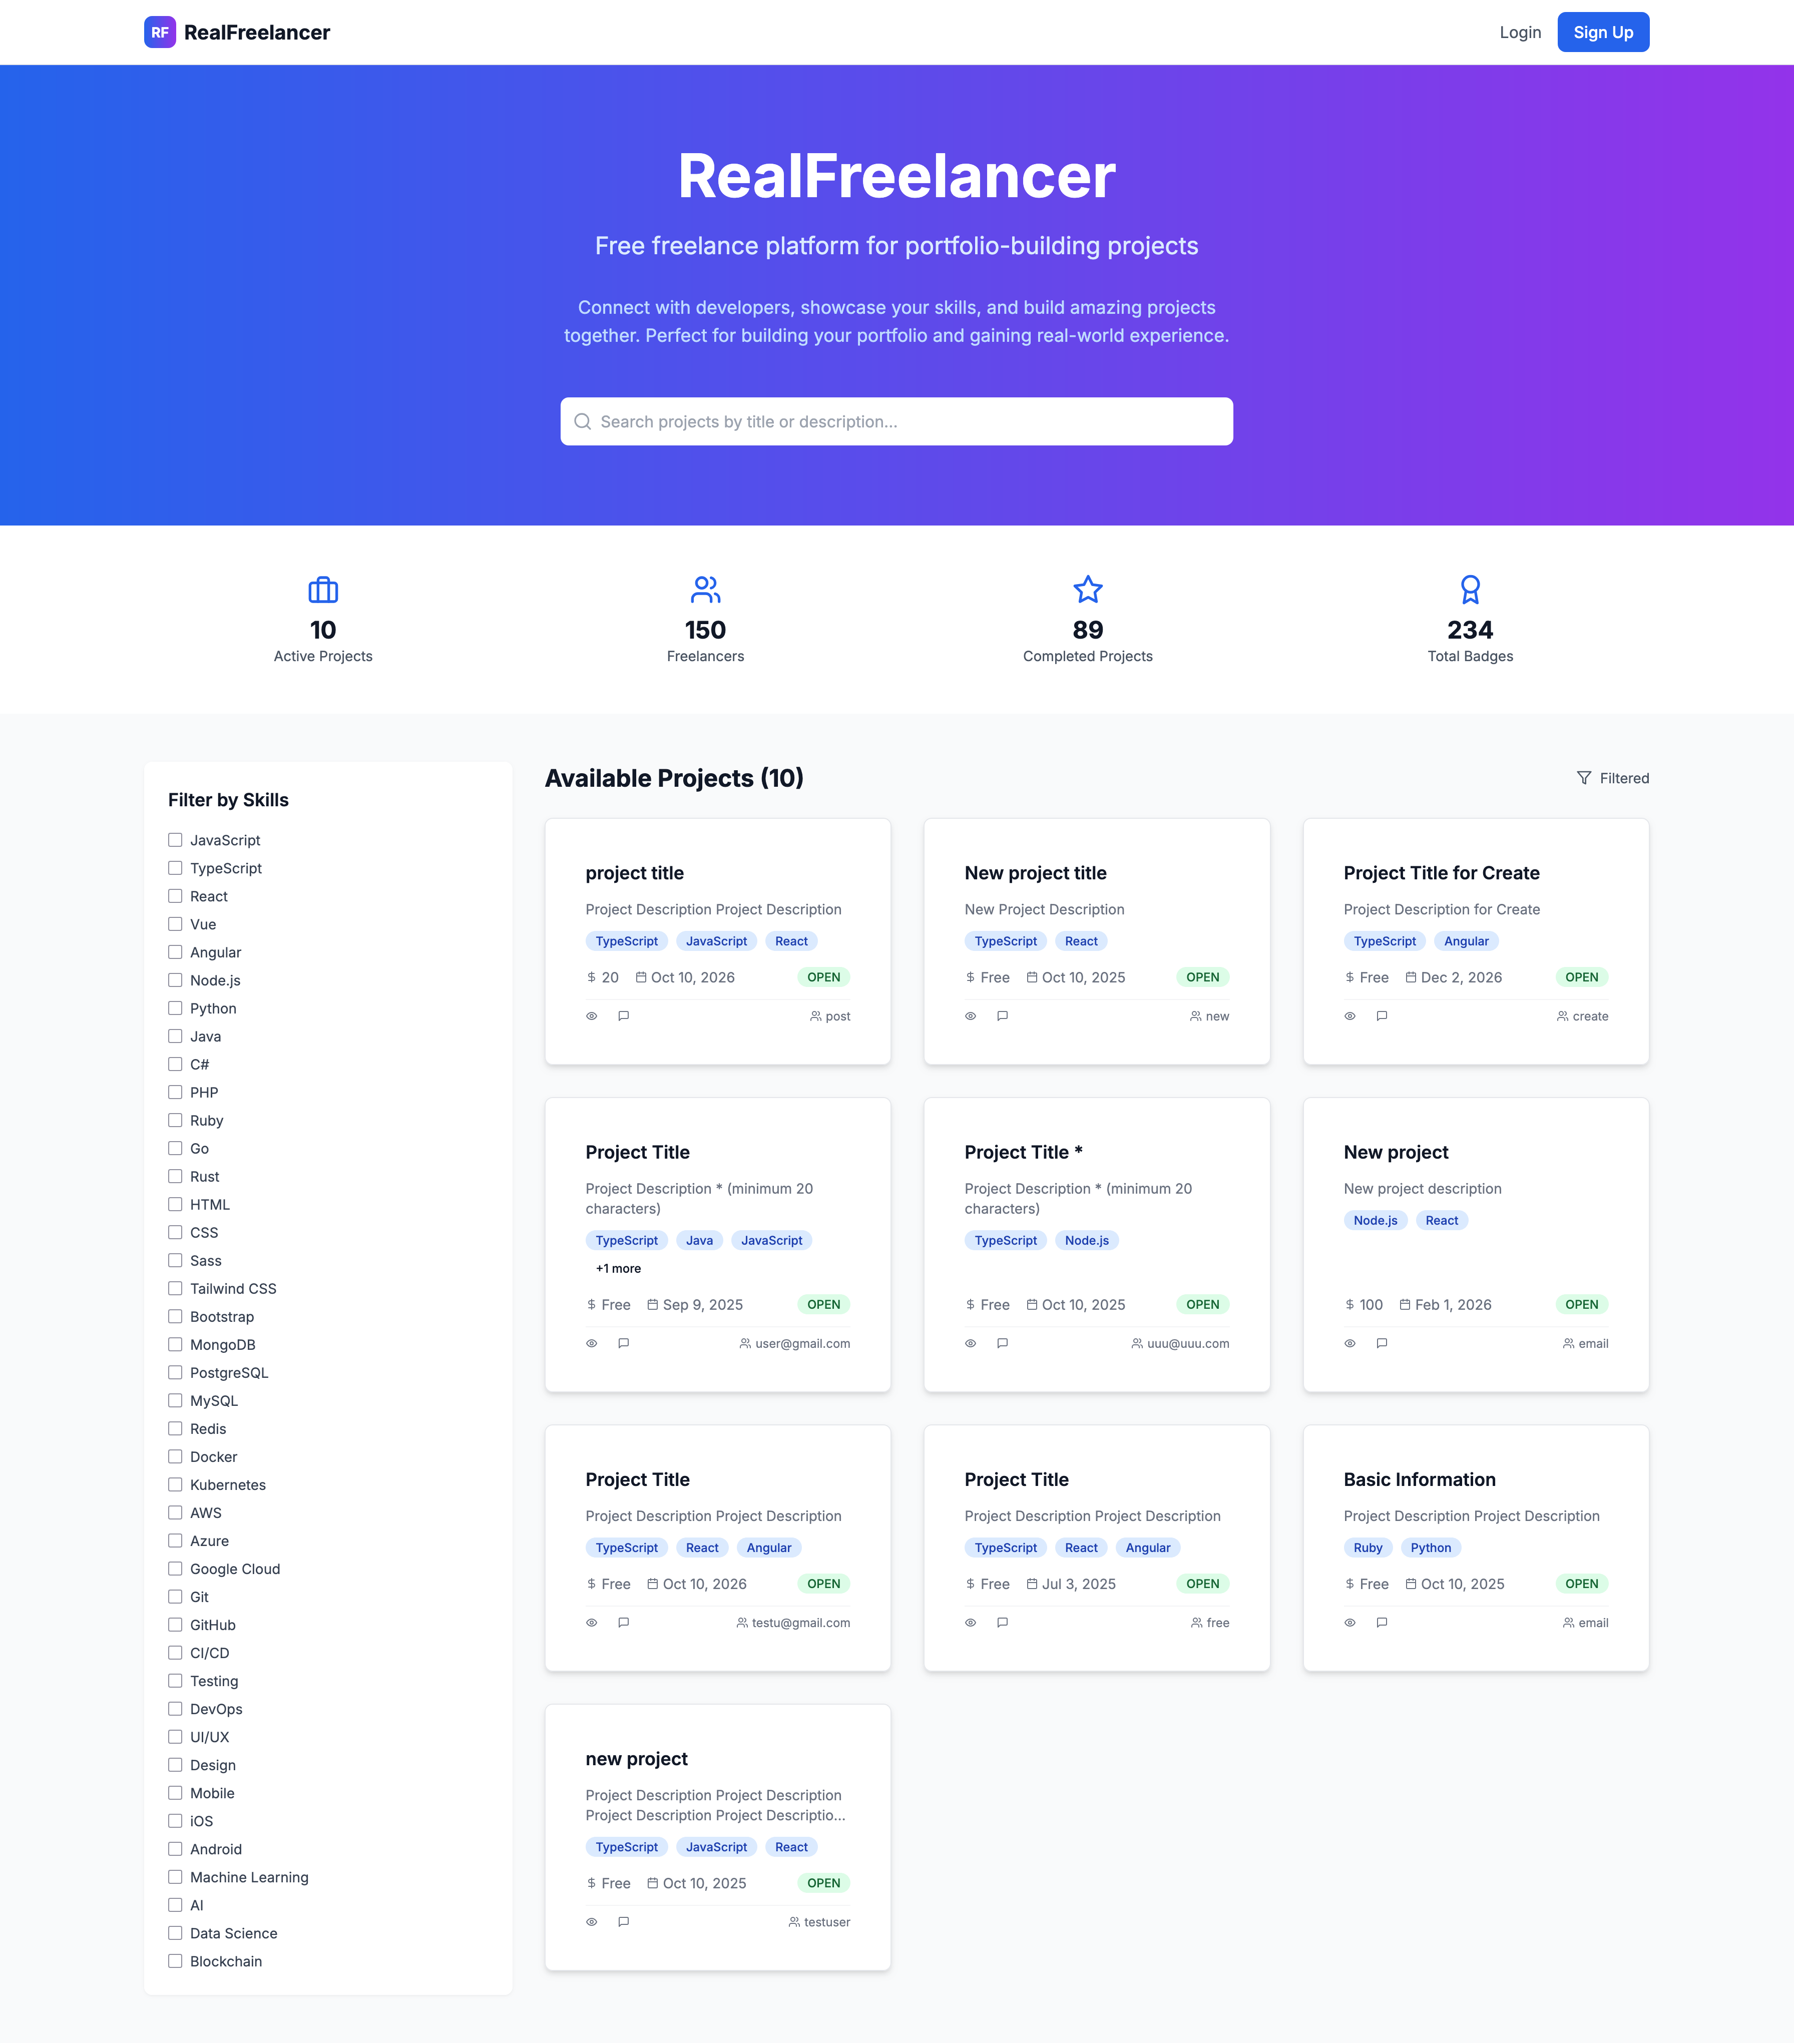 RF RealFreelancer
Login
Sign Up
RealFreelancer
Free freelance platform for portfolio-building projects
Connect with developers, showcase your skills, and build amazing projects
together. Perfect for building your portfolio and gaining real-world experience.
Search projects by title or description...
10
Active Projects
150
Freelancers
89
Completed Projects
234
Total Badges
Filter by Skills
JavaScript
TypeScript
React
Vue
Angular
Node.js
Python
Java
C#
PHP
Ruby
Go
Rust
HTML
CSS
Sass
Tailwind CSS
Bootstrap
MongoDB
PostgreSQL
MySQL
Redis
Docker
Kubernetes
AWS
Azure
Google Cloud
Git
GitHub
CI/CD
Testing
DevOps
UI/UX
Design
Mobile
iOS
Android
Machine Learning
AI
Data Science
Blockchain
Available Projects (10)
Filtered
project title
Project Description Project Description
TypeScript JavaScript React
$ 20 Oct 10, 2026 OPEN
post
New project title
New Project Description
TypeScript React
$ Free Oct 10, 2025 OPEN
new
Project Title for Create
Project Description for Create
TypeScript Angular
$ Free Dec 2, 2026 OPEN
create
Project Title
Project Description * (minimum 20
characters)
TypeScript Java JavaScript
+1 more
$ Free Sep 9, 2025 OPEN
user@gmail.com
Project Title *
Project Description * (minimum 20
characters)
TypeScript Node.js
$ Free Oct 10, 2025 OPEN
uuu@uuu.com
New project
New project description
Node.js React
$ 100 Feb 1, 2026 OPEN
email
Project Title
Project Description Project Description
TypeScript React Angular
$ Free Oct 10, 2026 OPEN
testu@gmail.com
Project Title
Project Description Project Description
TypeScript React Angular
$ Free Jul 3, 2025 OPEN
free
Basic Information
Project Description Project Description
Ruby Python
$ Free Oct 10, 2025 OPEN
email
new project
Project Description Project Description
Project Description Project Descriptio...
TypeScript JavaScript React
$ Free Oct 10, 2025 OPEN
testuser